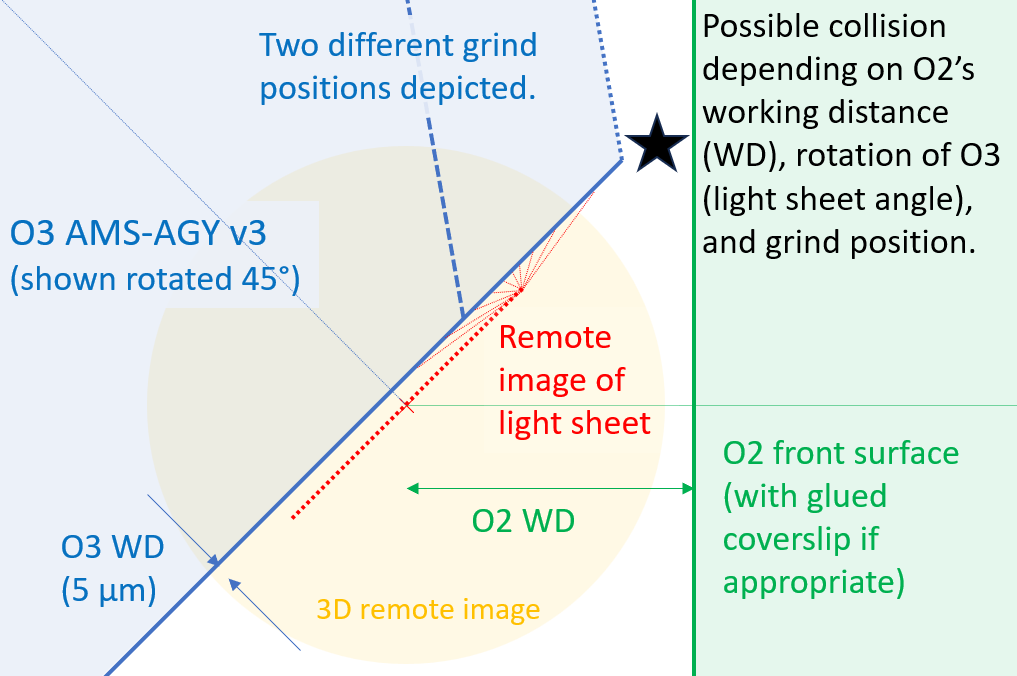 Two different grind
positions depicted.
Possible collision
depending on O2's
working distance
(WD), rotation of O3
(light sheet angle),
and grind position.
O3 AMS-AGY v3
(shown rotated 45°)
Remote
image of
light sheet
O2 WD
O2 front surface
(with glued
coverslip if
appropriate)
O3 WD
(5 µm)
3D remote image